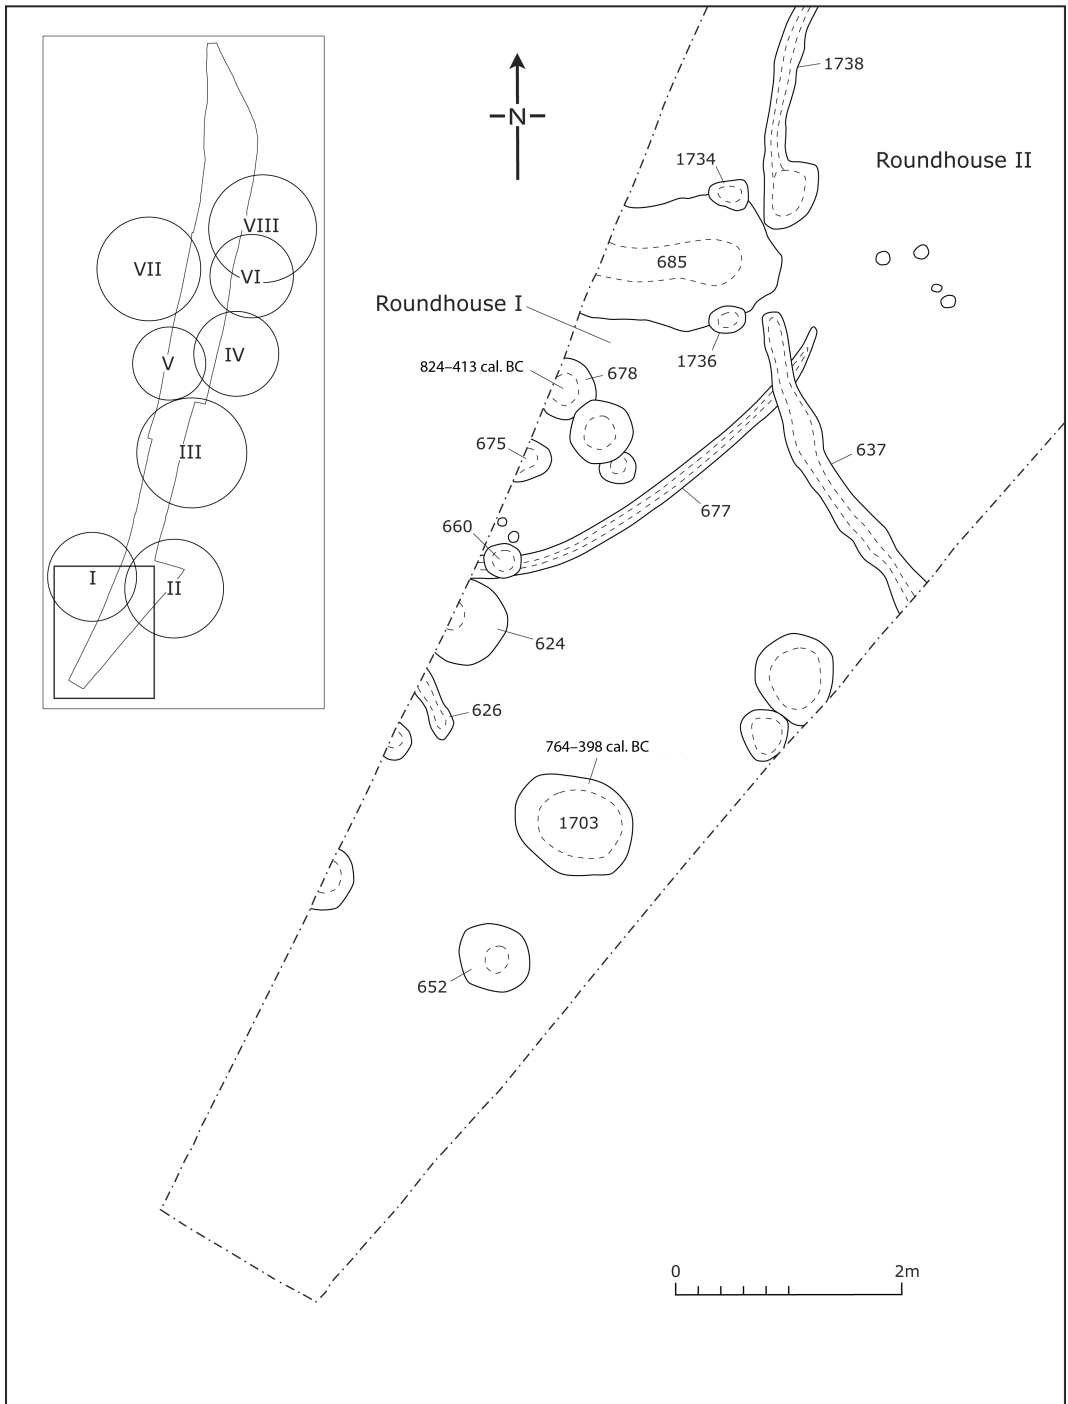 1738
N
Roundhouse II
1734
VIII
VII
VI
685
Roundhouse I
1736
V
IV
824–413 cal. BC
678
675
637
III
677
660
I
II
624
626
764–398 cal. BC
1703
652
0
2m